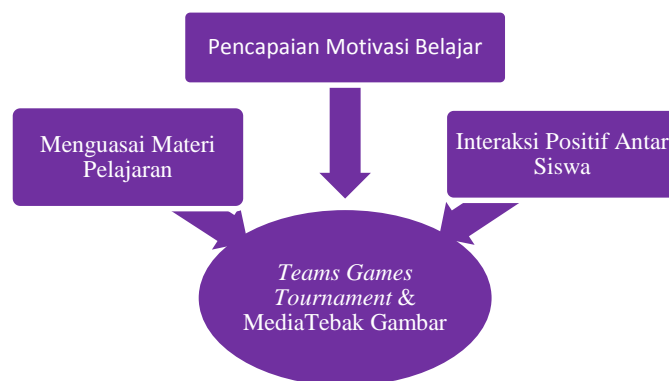 Pencapaian Motivasi Belajar
Menguasai Materi
Pelajaran
Interaksi Positif Antar
Siswa
Teams Games
Tournament &
MediaTebak Gambar